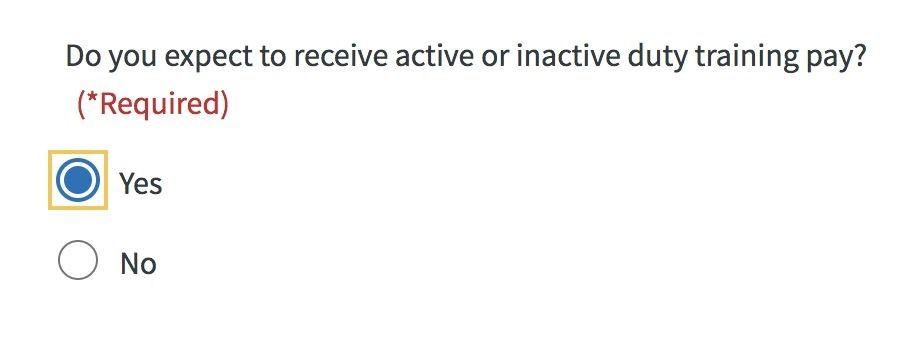 Do you expect to receive active or inactive duty training pay?
(*Required)
Yes
No